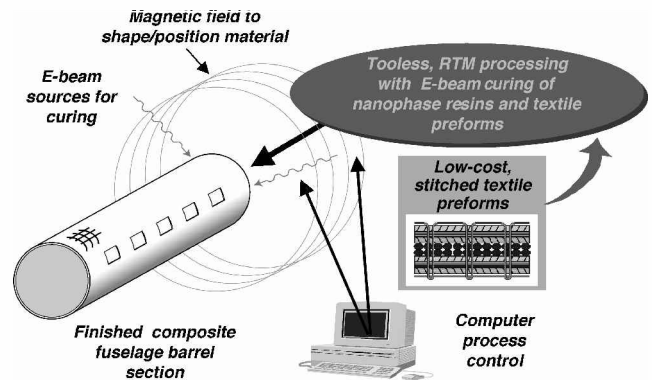 Magnetic field to
shape/position material
E-beam
sources for
curing
Tooless, RTM processing
with E-beam curing of
nanophase resins and textile
preforms
Low-cost,
stitched textile
preforms
Finished composite
fuselage barrel
section
Computer
process
control